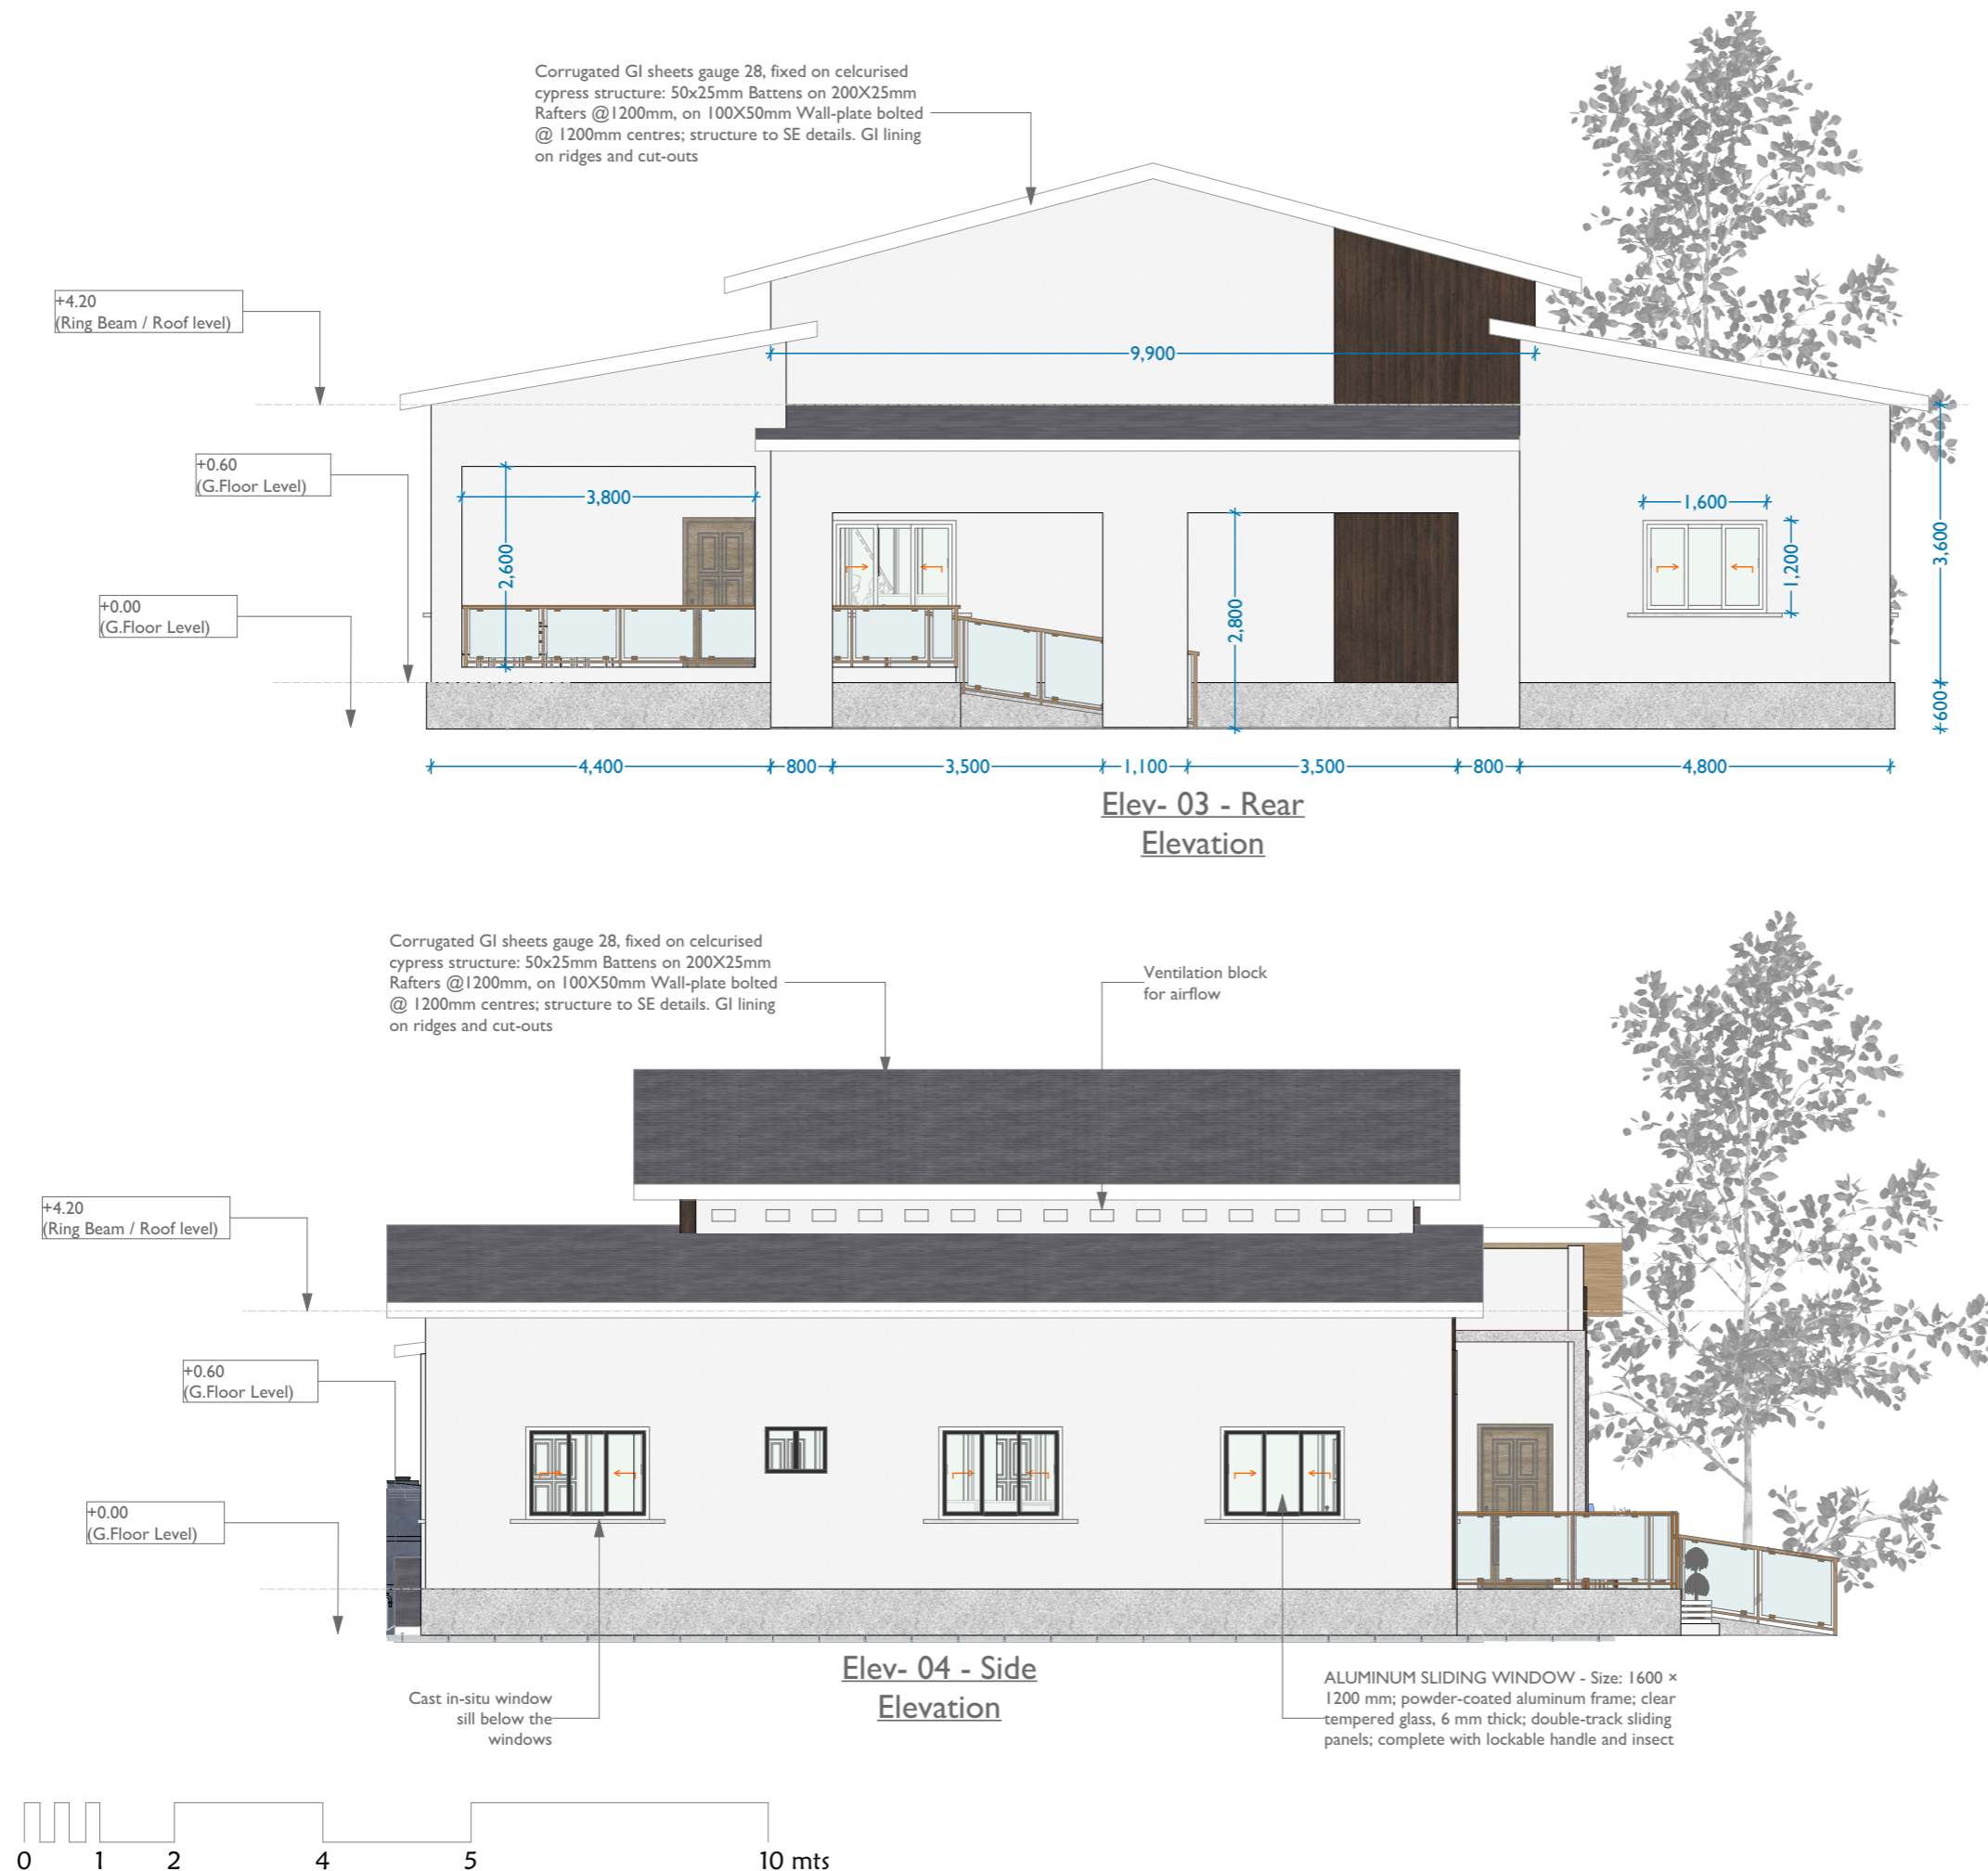 Corrugated GI sheets gauge 28, fixed on celcurised
cypress structure: 50x25mm Battens on 200X25mm
Rafters @1200mm, on 100X50mm Wall-plate bolted
@ 1200mm centres; structure to SE details. GI lining
on ridges and cut-outs
+4.20
(Ring Beam / Roof level)
9,900
+0.60
(G.Floor Level)
3,800
1,600
2,600
1,200
3,600
+0.00
(G.Floor Level)
2,800
600
4,400
800
3,500
1,100
3,500
800
4,800
Elev- 03 - Rear
Elevation
Corrugated GI sheets gauge 28, fixed on celcurised
cypress structure: 50x25mm Battens on 200X25mm
Rafters @1200mm, on 100X50mm Wall-plate bolted
@ 1200mm centres; structure to SE details. GI lining
on ridges and cut-outs
Ventilation block
for airflow
+4.20
(Ring Beam / Roof level)
+0.60
(G.Floor Level)
+0.00
(G.Floor Level)
Elev- 04 - Side
Elevation
Cast in-situ window
sill below the
windows
ALUMINUM SLIDING WINDOW - Size: 1600 ×
1200 mm; powder-coated aluminum frame; clear
tempered glass, 6 mm thick; double-track sliding
panels; complete with lockable handle and insect
0 1 2 4 5 10 mts